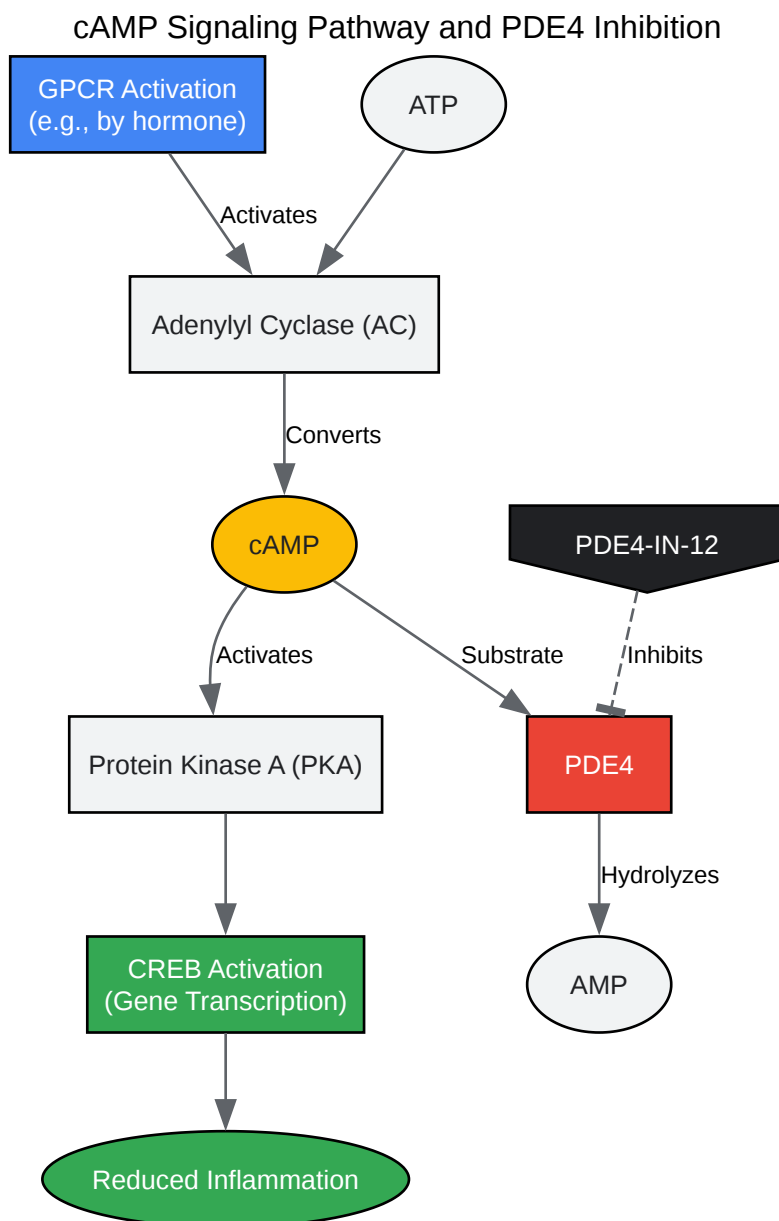 cAMP Signaling Pathway and PDE4 Inhibition
GPCR Activation
(e.g., by hormone)
ATP
Activates
Adenylyl Cyclase (AC)
Converts
cAMP
PDE4-IN-12
Activates
Substrate
Inhibits
Protein Kinase A (PKA)
PDE4
Hydrolyzes
CREB Activation
(Gene Transcription)
AMP
Reduced Inflammation